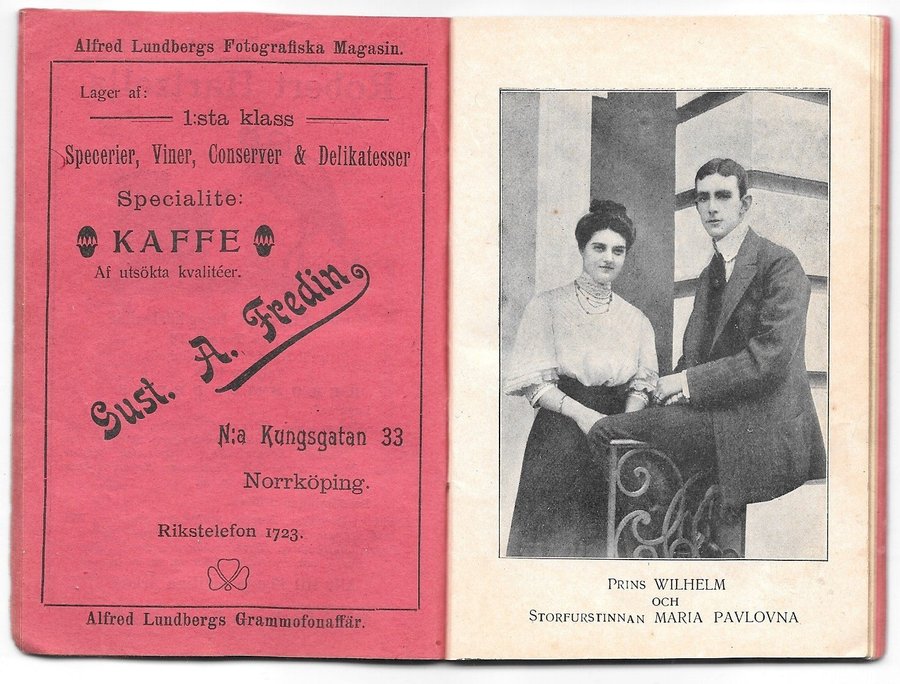 Alfred Lundbergs Fotografiska Magasin.
Lager af:
1:sta klass
Specerier, Viner, Conserver & Delikatesser
Specialite:
KAFFE
Af utsökta kvalitéer.
Gust. A. Fredin
N:a Kungsgatan 33
Norrköping.
Rikstelefon 1723.
Alfred Lundbergs Grammofonaffär.
PRINS WILHELM
OCH
STORFURSTINNAN MARIA PAVLOVNA